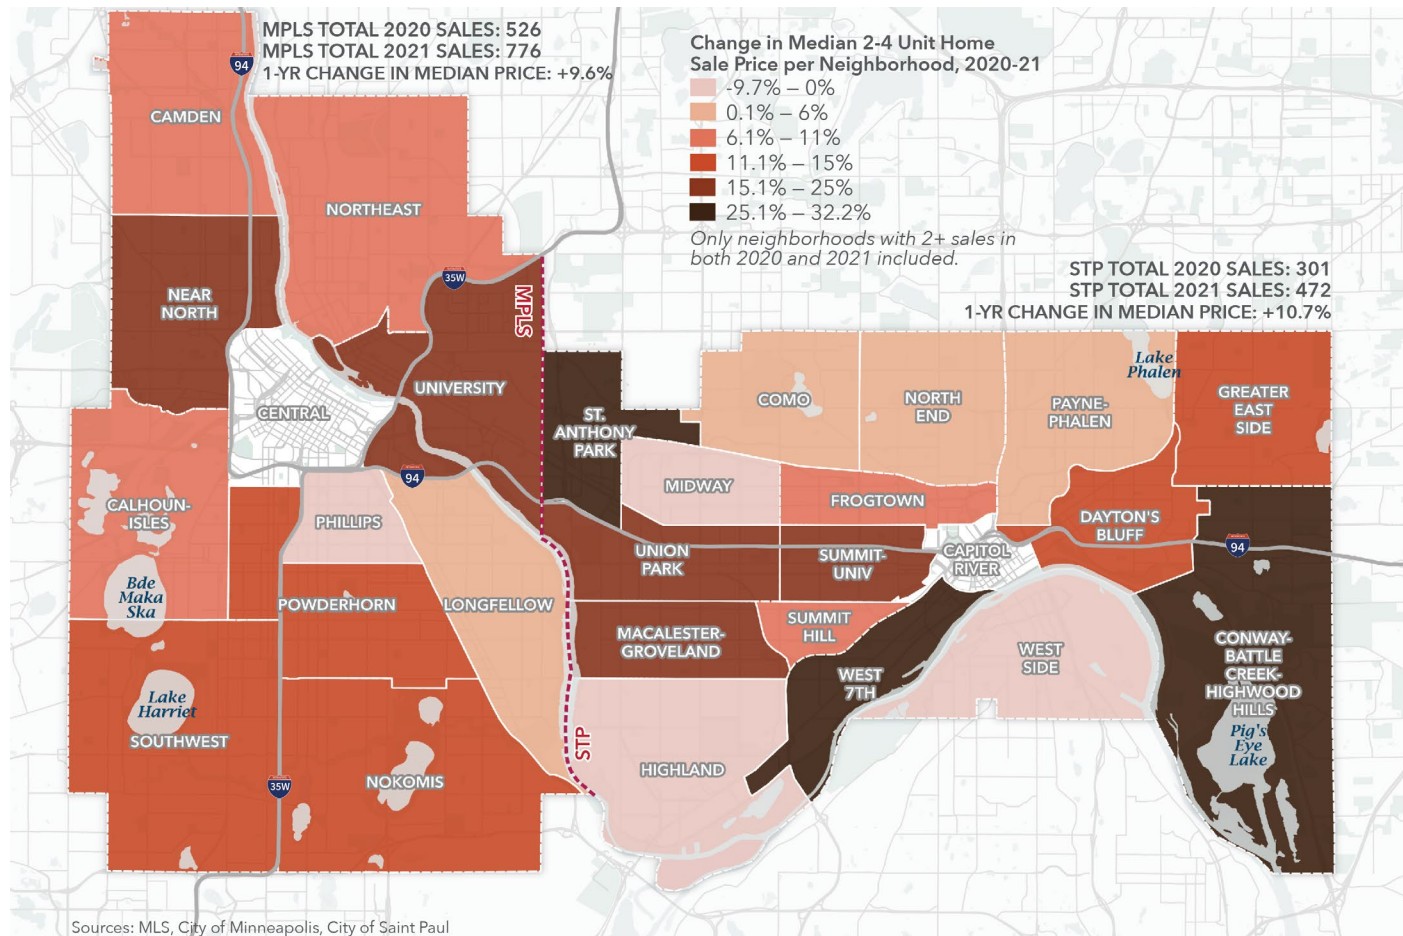 MPLS TOTAL 2020 SALES: 526
MPLS TOTAL 2021 SALES: 776
1-YR CHANGE IN MEDIAN PRICE: +9.6%
Change in Median 2-4 Unit Home
Sale Price per Neighborhood, 2020-21
-9.7% – 0%
0.1% – 6%
6.1% – 11%
11.1% – 15%
15.1% – 25%
25.1% – 32.2%
Only neighborhoods with 2+ sales in
both 2020 and 2021 included.
STP TOTAL 2020 SALES: 301
STP TOTAL 2021 SALES: 472
1-YR CHANGE IN MEDIAN PRICE: +10.7%
94
CAMDEN
NORTHEAST
35W
NEAR
NORTH
MPLS
UNIVERSITY
CENTRAL
94
CALHOUN-
ISLES
PHILLIPS
Bde
Maka
Ska
POWDERHORN
LONGFELLOW
Lake
Harriet
SOUTHWEST
35W
NOKOMIS
STP
ST.
ANTHONY
PARK
COMO
NORTH
END
Lake
Phalen
PAYNE-
PHALEN
GREATER
EAST
SIDE
MIDWAY
FROGTOWN
DAYTON'S
BLUFF
94
UNION
PARK
SUMMIT-
UNIV
CAPITOL
RIVER
MACALESTER-
GROVELAND
SUMMIT
HILL
WEST
7TH
WEST
SIDE
CONWAY-
BATTLE
CREEK-
HIGHWOOD
HILLS
Pig's
Eye
Lake
HIGHLAND
Sources: MLS, City of Minneapolis, City of Saint Paul